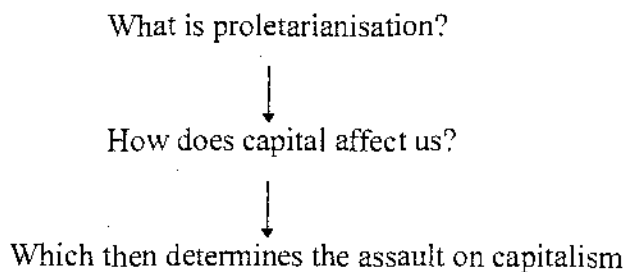 What is proletarianisation?
How does capital affect us?
Which then determines the assault on capitalism